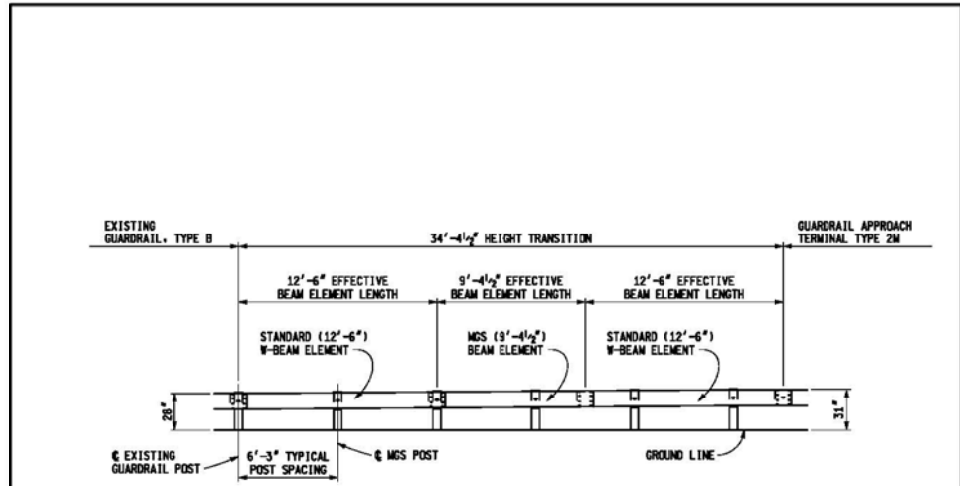 EXISTING
GUARDRAIL, TYPE B
34'-4½" HEIGHT TRANSITION
GUARDRAIL APPROACH
TERMINAL TYPE 2M
12'-6" EFFECTIVE
BEAM ELEMENT LENGTH
9'-4½" EFFECTIVE
BEAM ELEMENT LENGTH
12'-6" EFFECTIVE
BEAM ELEMENT LENGTH
STANDARD (12'-6")
W-BEAM ELEMENT
MGS (9'-4½")
BEAM ELEMENT
STANDARD (12'-6")
W-BEAM ELEMENT
28"
31"
℄ EXISTING
GUARDRAIL POST
6'-3" TYPICAL
POST SPACING
℄ MGS POST
GROUND LINE